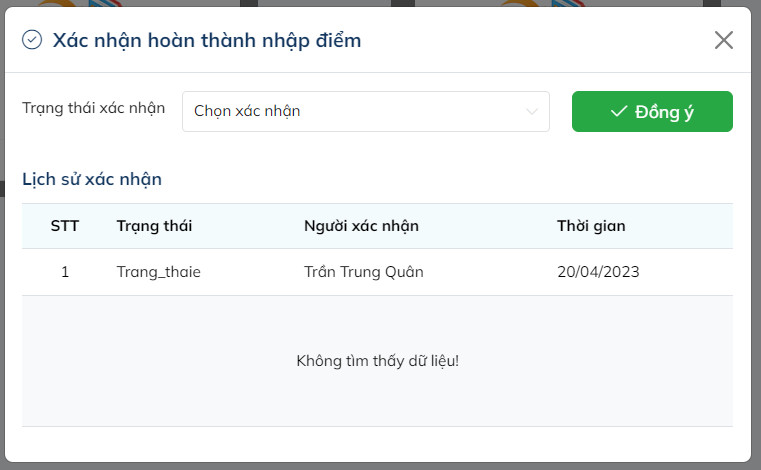 Xác nhận hoàn thành nhập điểm
Trạng thái xác nhận Chọn xác nhận Đồng ý
Lịch sử xác nhận
STT Trạng thái Người xác nhận Thời gian
1 Trang_thaie Trần Trung Quân 20/04/2023
Không tìm thấy dữ liệu!